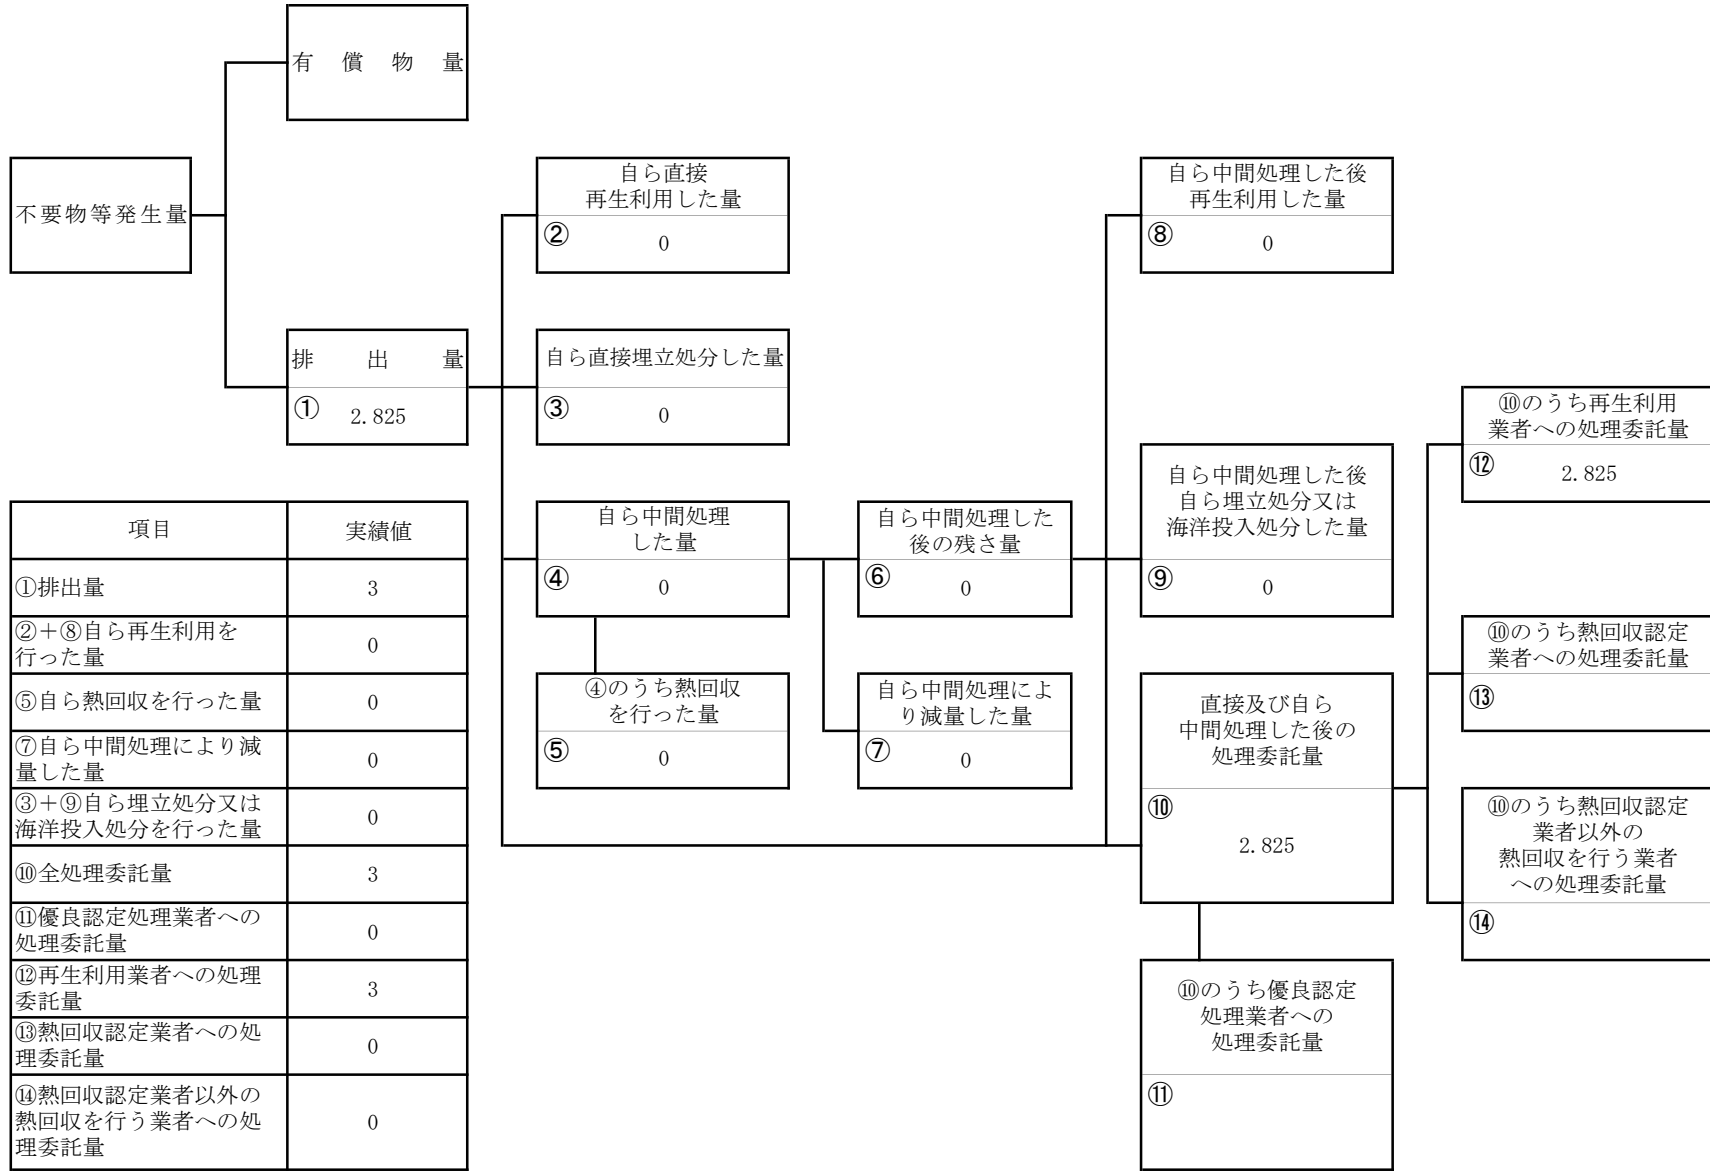 有償物量
不要物等発生量
自ら直接
再生利用した量
② 0
自ら中間処理した後
再生利用した量
⑧ 0
排出量
① 2.825
自ら直接埋立処分した量
③ 0
⑩のうち再生利用
業者への処理委託量
⑫ 2.825
自ら中間処理
した量
④ 0
自ら中間処理した
後の残さ量
⑥ 0
自ら中間処理した後
自ら埋立処分又は
海洋投入処分した量
⑨ 0
⑩のうち熱回収認定
業者への処理委託量
⑬
④のうち熱回収
を行った量
⑤ 0
自ら中間処理によ
り減量した量
⑦ 0
直接及び自ら
中間処理した後の
処理委託量
⑩
2.825
⑩のうち熱回収認定
業者以外の
熱回収を行う業者
への処理委託量
⑭
⑩のうち優良認定
処理業者への
処理委託量
⑪
項目 実績値
①排出量 3
②＋⑧自ら再生利用を
行った量 0
⑤自ら熱回収を行った量 0
⑦自ら中間処理により減
量した量 0
③＋⑨自ら埋立処分又は
海洋投入処分を行った量 0
⑩全処理委託量 3
⑪優良認定処理業者への
処理委託量 0
⑫再生利用業者への処理
委託量 3
⑬熱回収認定業者への処
理委託量 0
⑭熱回収認定業者以外の
熱回収を行う業者への処
理委託量 0